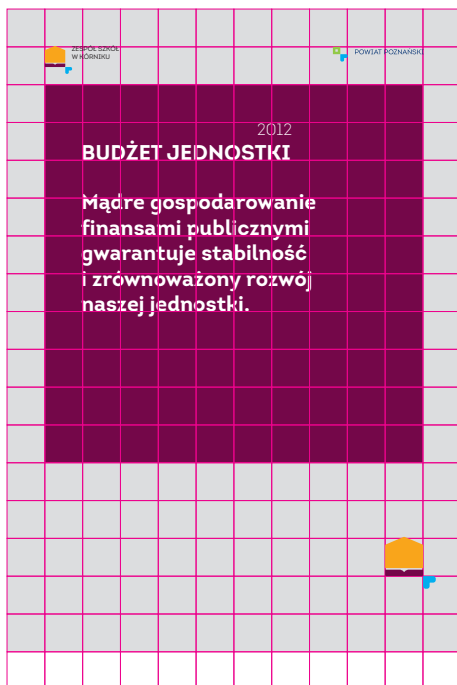 ZESPÓŁ SZKÓŁ
W KÓRNIKU
POWIAT POZNAŃSKI
2012
BUDŻET JEDNOSTKI
Mądre gospodarowanie
finansami publicznymi
gwarantuje stabilność
i zrównoważony rozwój
naszej jednostki.